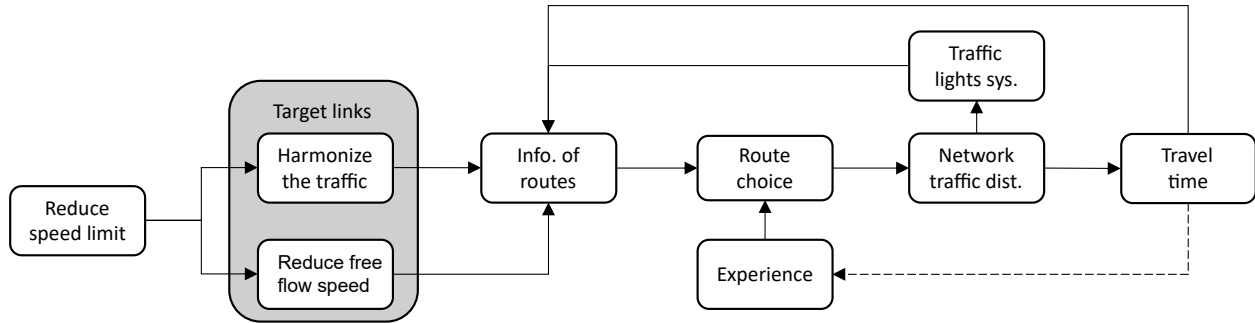 Traffic
lights sys.
Target links
Harmonize
the traffic
Info. of
routes
Route
choice
Network
traffic dist.
Travel
time
Reduce
speed limit
Reduce free
flow speed
Experience